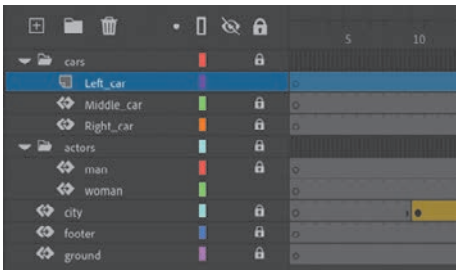 5 10
cars
Left_car
Middle_car
Right_car
actors
man
woman
city
footer
ground